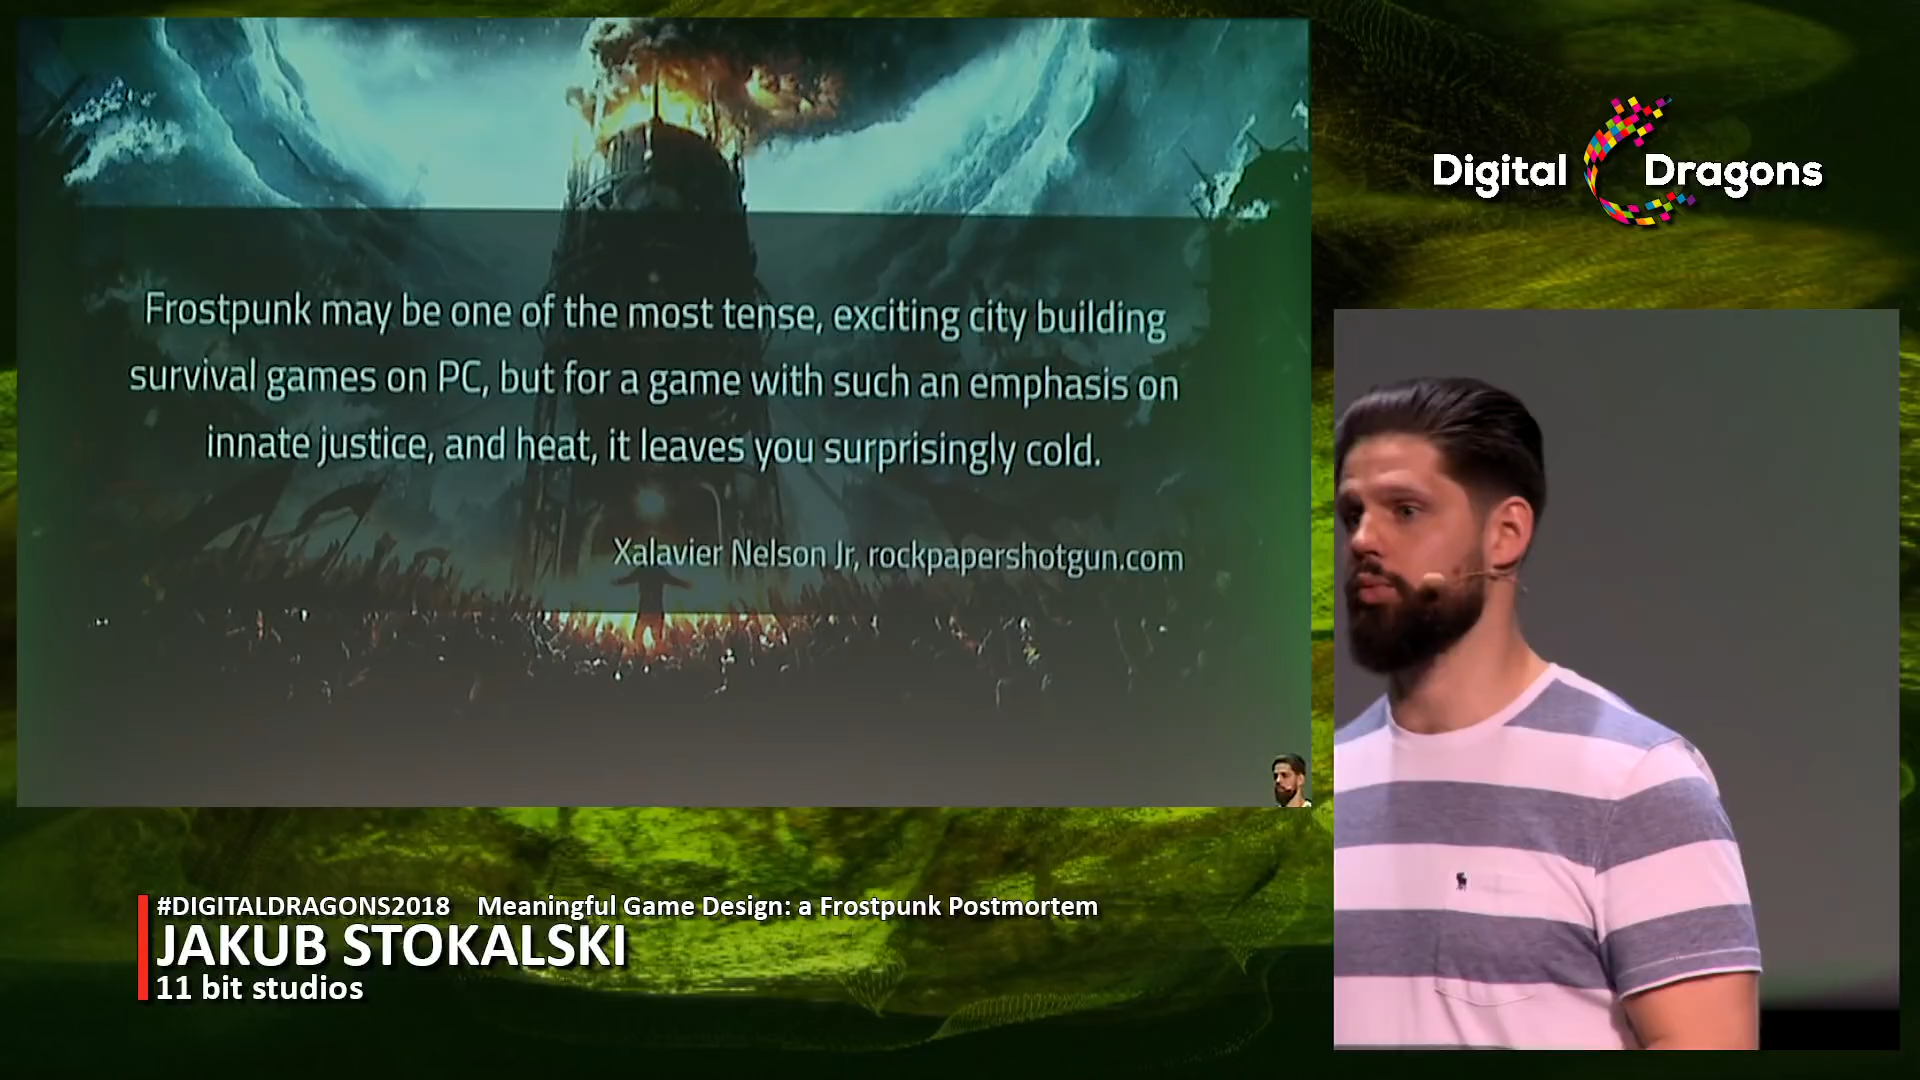 Frostpunk may be one of the most tense, exciting city building
survival games on PC, but for a game with such an emphasis on
innate justice, and heat, it leaves you surprisingly cold.
Xalavier Nelson Jr, rockpapershotgun.com
Digital Dragons
#DIGITALDRAGONS2018 Meaningful Game Design: a Frostpunk Postmortem
JAKUB STOKALSKI
11 bit studios